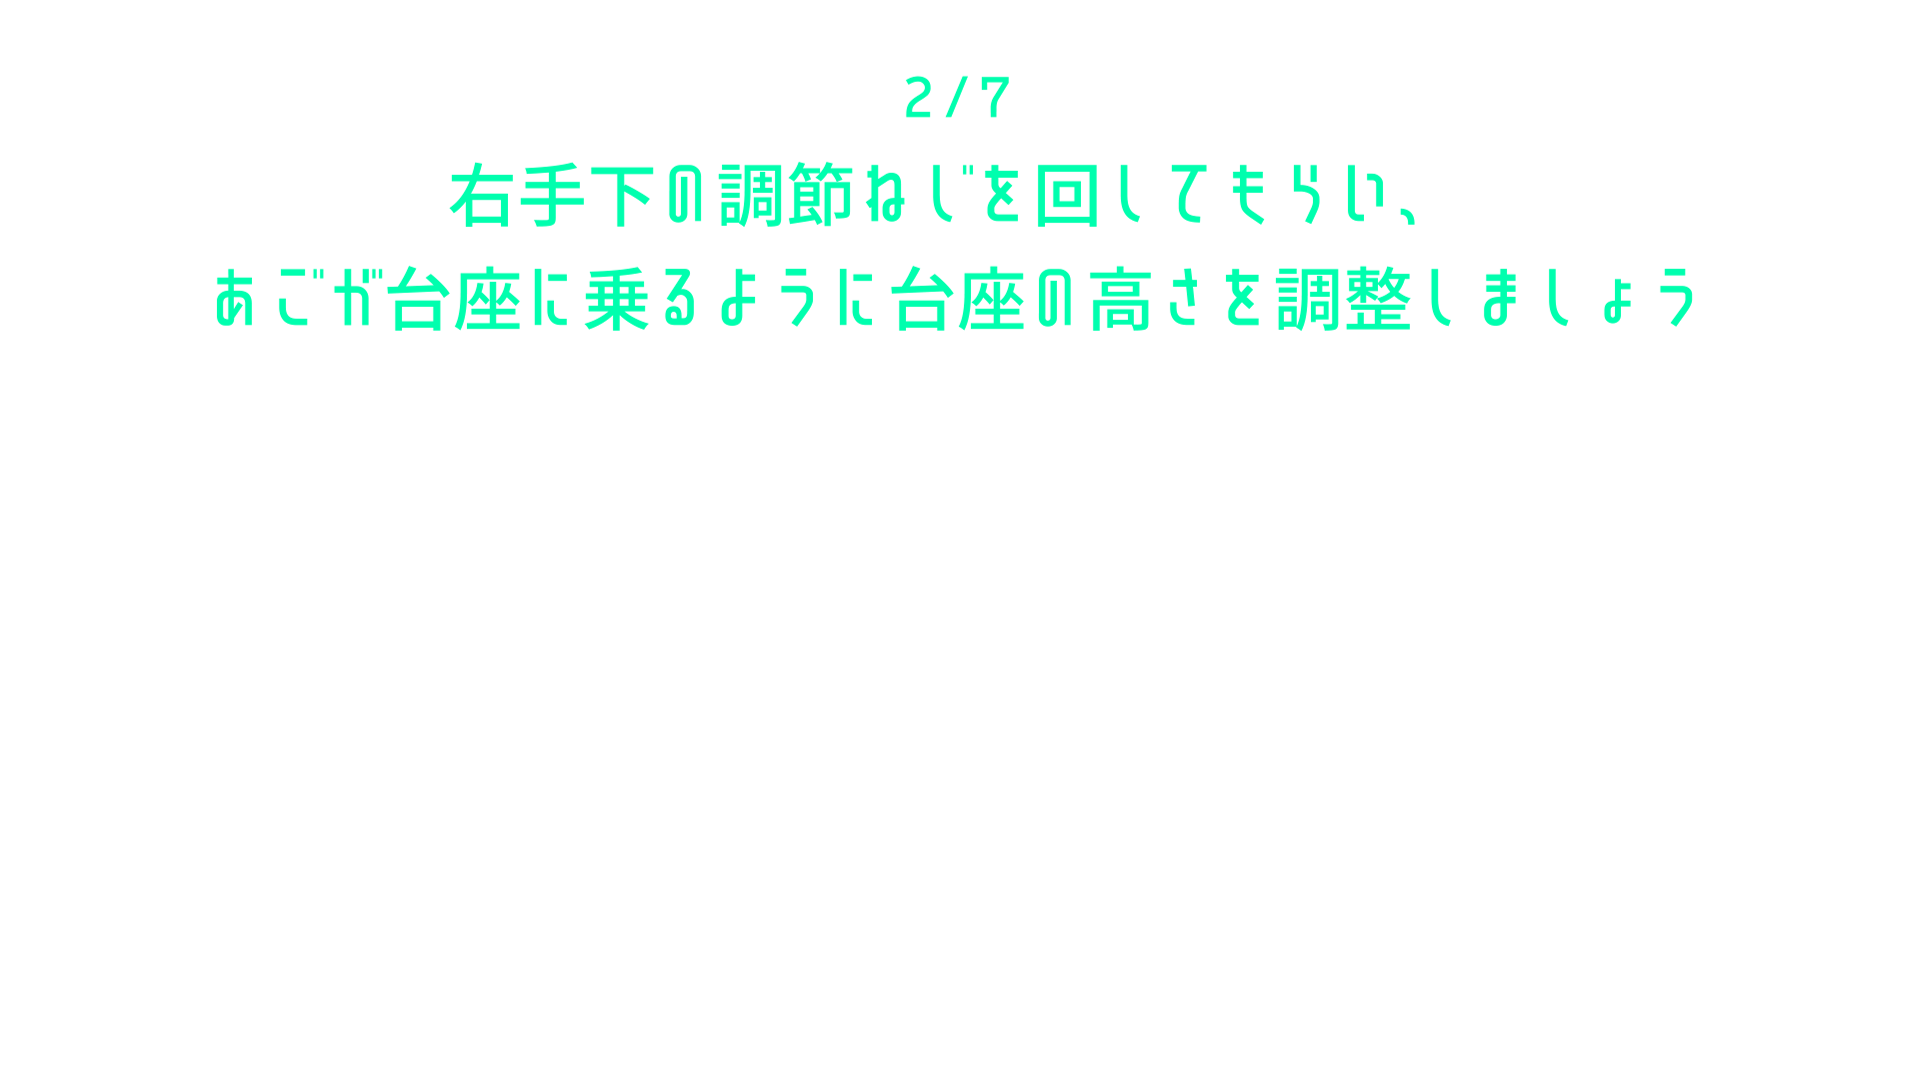 2/7
右手下の調節ねじを回してもらい、
あごが台座に乗るように台座の高さを調整しましょう